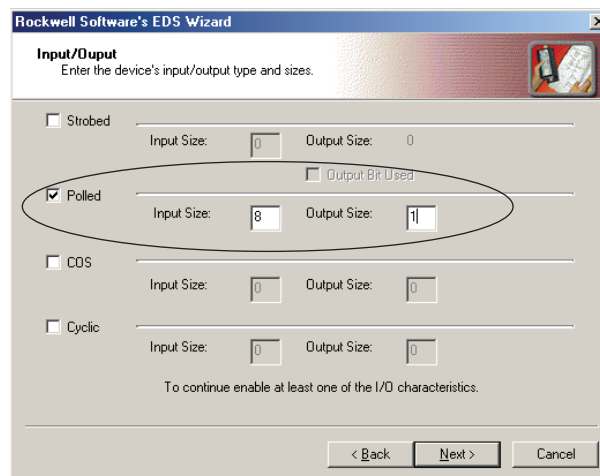 Rockwell Software's EDS Wizard
Input/Ouput
Enter the device's input/output type and sizes.
Strobed
Input Size: 0 Output Size: 0
Output Bit Used
Polled
Input Size: 8 Output Size: 1
COS
Input Size: 0 Output Size: 0
Cyclic
Input Size: 0 Output Size: 0
To continue enable at least one of the I/O characteristics.
< Back Next > Cancel